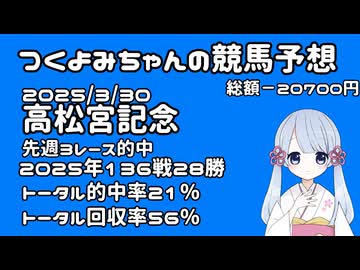 つくよみちゃんの競馬予想
2025/3/30
総額－20700円
高松宮記念
先週3レース的中
2025年136戦28勝
トータル的中率21％
トータル回収率56％